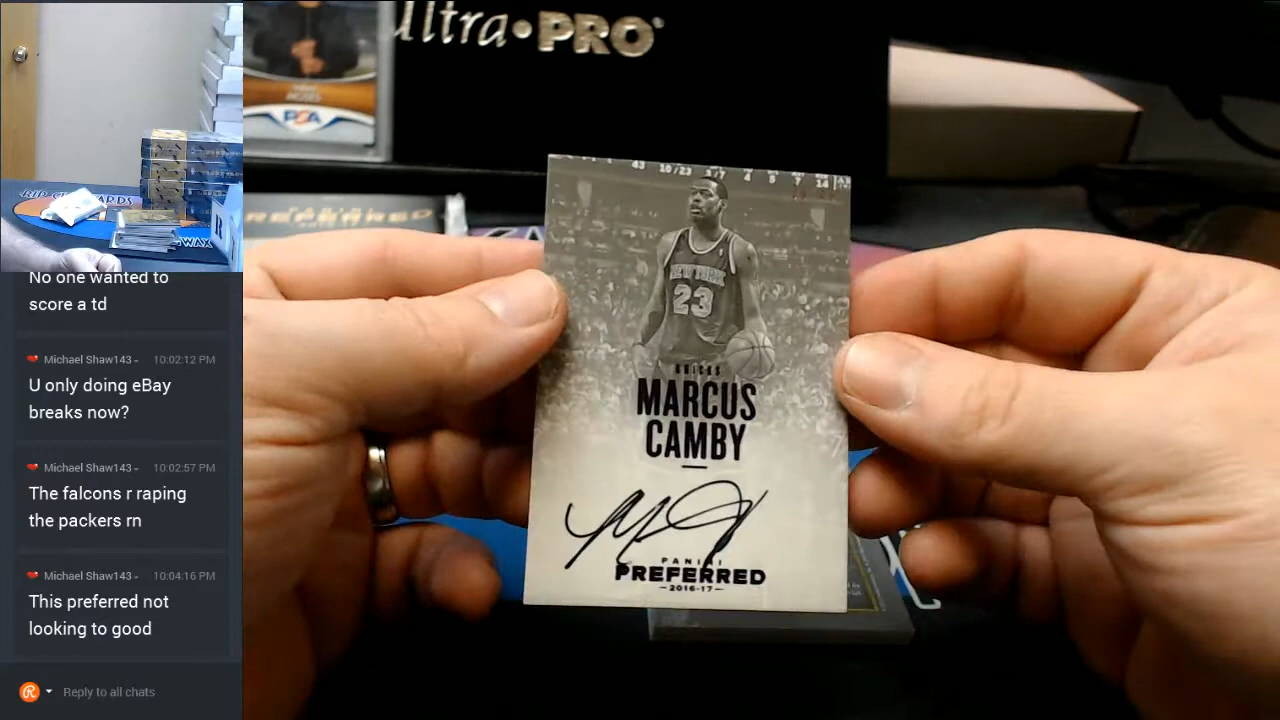 ultra•PRO
PSA
PREFERRED
WAX
43 10/23 3/7 4 5 7 14
NEW YORK
23
KNICKS
MARCUS
CAMBY
PANINI
PREFERRED
2016-17
No one wanted to
score a td
Michael Shaw143 10:02:12 PM
U only doing eBay
breaks now?
Michael Shaw143 10:02:57 PM
The falcons r raping
the packers rn
Michael Shaw143 10:04:16 PM
This preferred not
looking to good
Reply to all chats